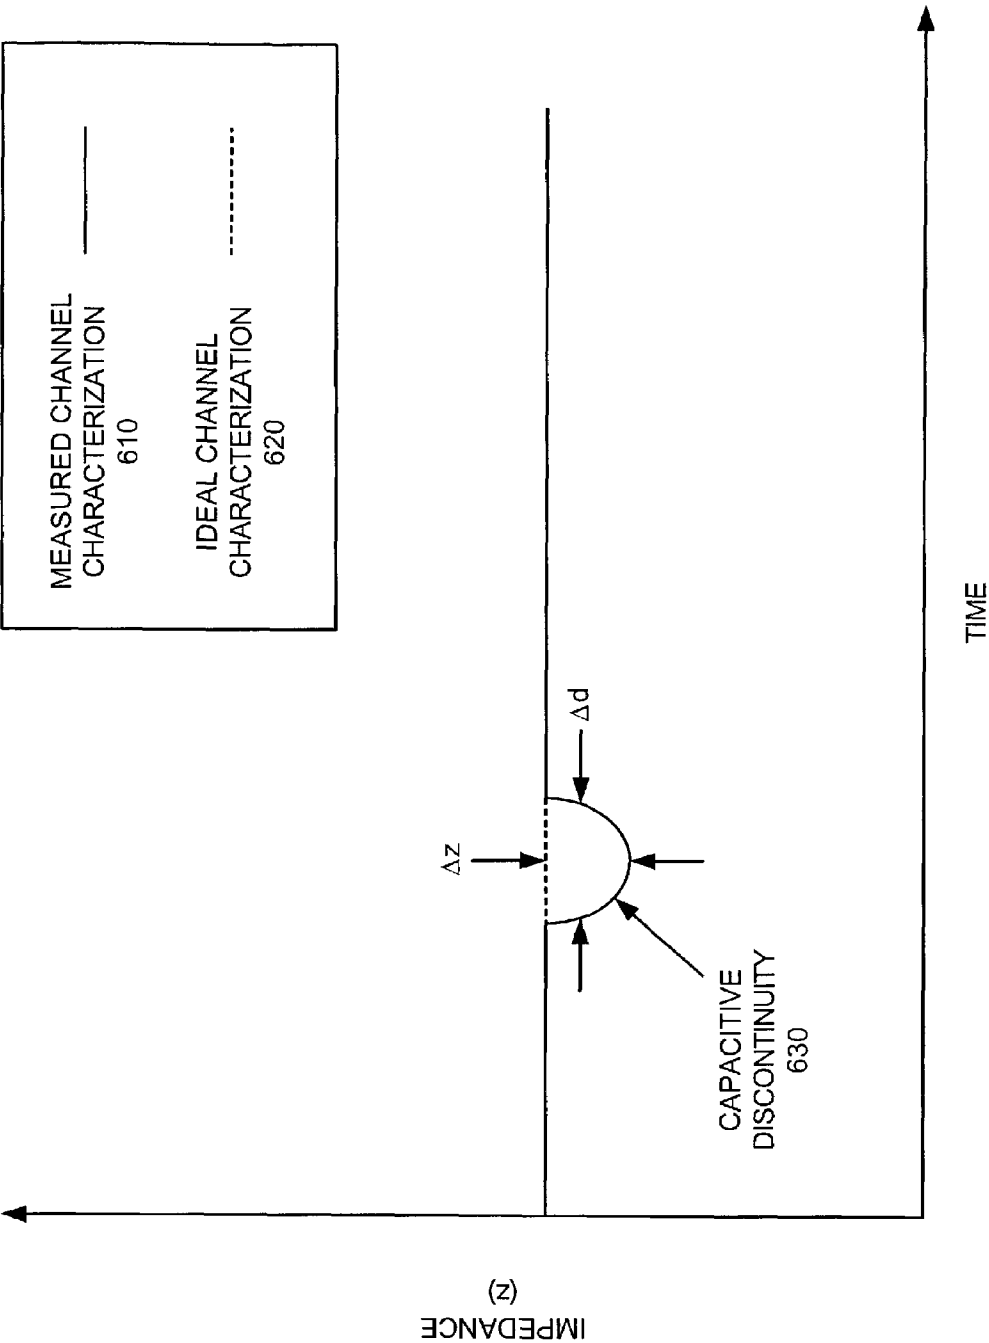 MEASURED CHANNEL
CHARACTERIZATION
610
IDEAL CHANNEL
CHARACTERIZATION
620
IMPEDANCE
(z)
Δz
Δd
CAPACITIVE
DISCONTINUITY
630
TIME